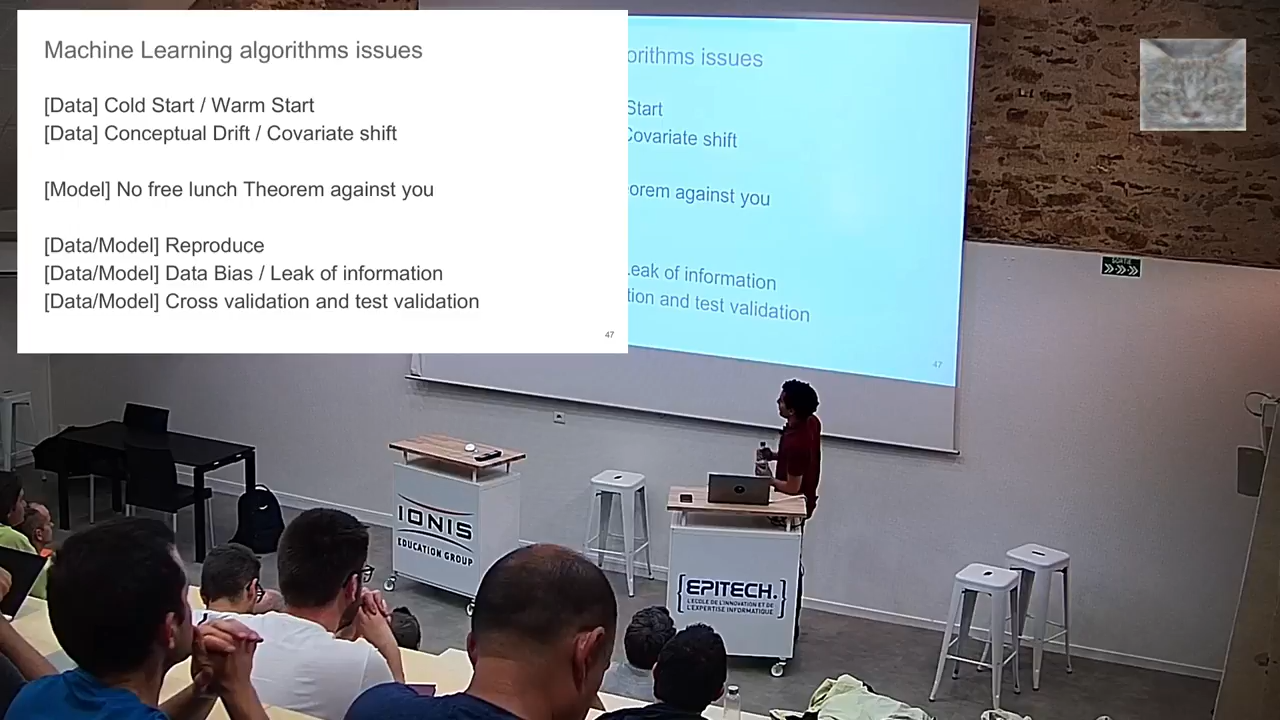 Machine Learning algorithms issues
[Data] Cold Start / Warm Start
[Data] Conceptual Drift / Covariate shift
[Model] No free lunch Theorem against you
[Data/Model] Reproduce
[Data/Model] Data Bias / Leak of information
[Data/Model] Cross validation and test validation
47
orithms issues
Start
Covariate shift
orem against you
Leak of information
tion and test validation
47
SORTIE
IONIS
EDUCATION GROUP
{EPITECH.}
L'ECOLE DE L'INNOVATION ET DE
L'EXPERTISE INFORMATIQUE